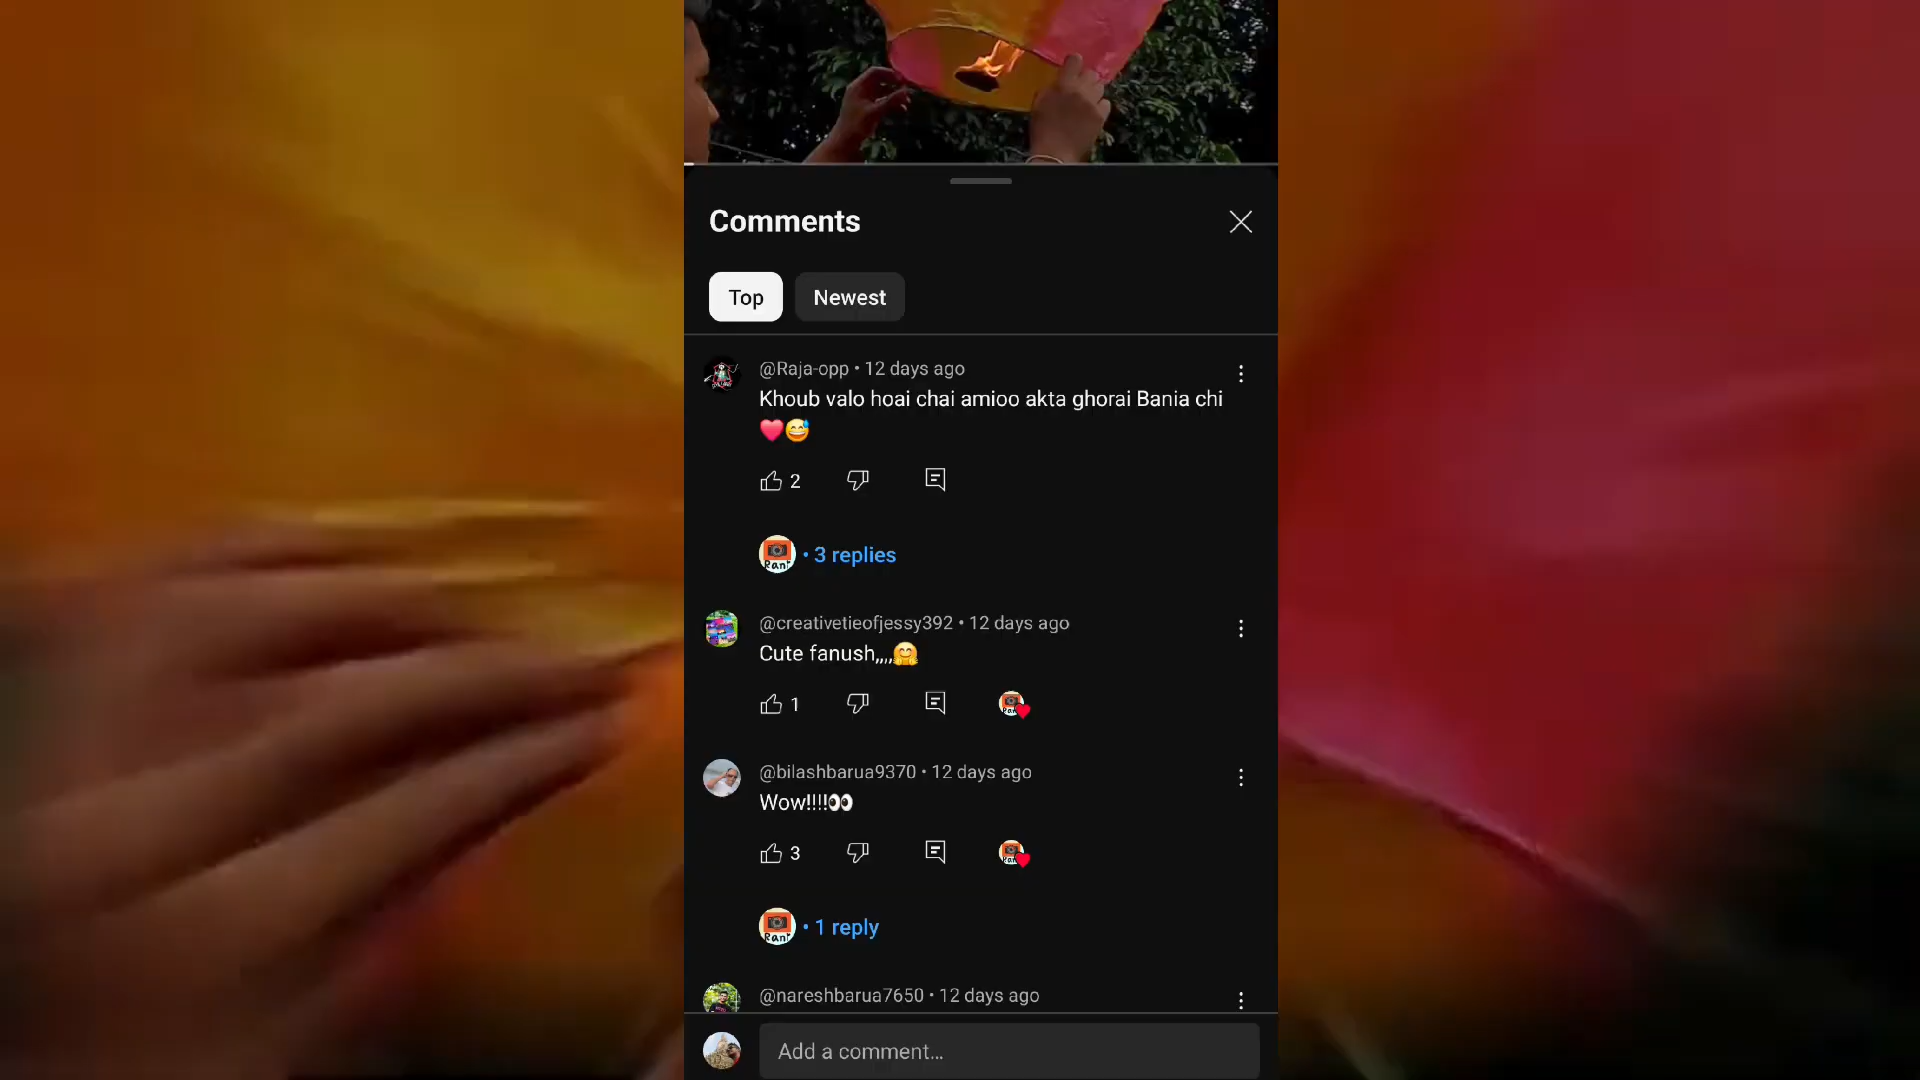 Comments
Top
Newest
@Raja-opp • 12 days ago
Khoub valo hoai chai amioo akta ghorai Bania chi
❤️😅
2
• 3 replies
@creativetieofjessy392 • 12 days ago
Cute fanush,,,,🤗
1
@bilashbarua9370 • 12 days ago
Wow!!!!👀
3
• 1 reply
@nareshbarua7650 • 12 days ago
Add a comment...